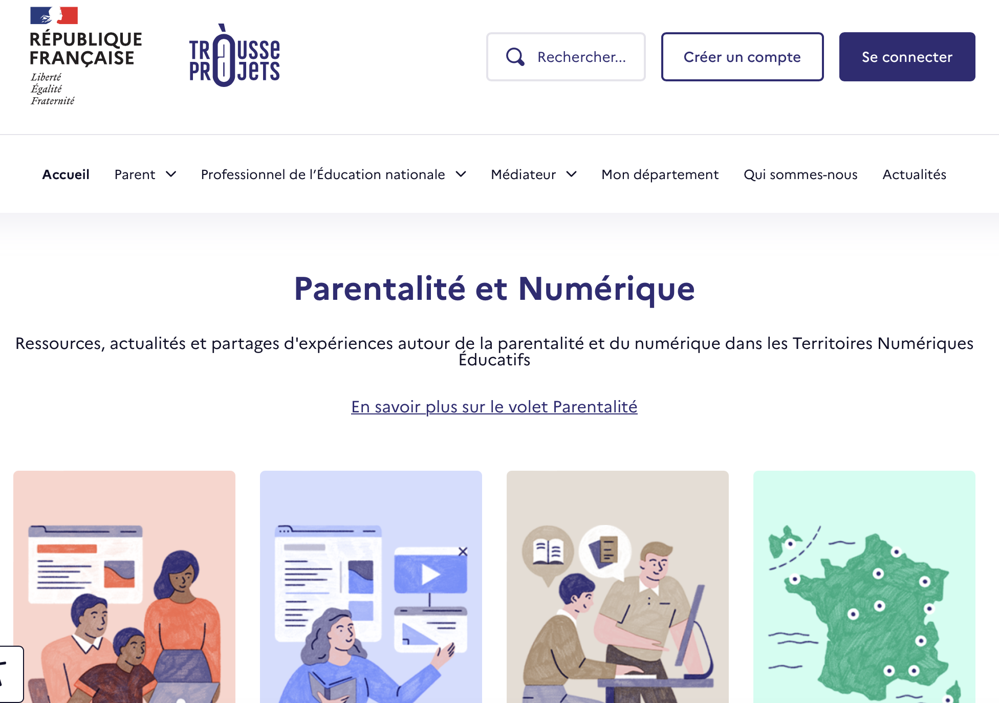 RÉPUBLIQUE
FRANÇAISE
Liberté
Égalité
Fraternité
TRÒUSSE
PROJETS
Rechercher...
Créer un compte
Se connecter
Accueil
Parent
Professionnel de l’Éducation nationale
Médiateur
Mon département
Qui sommes-nous
Actualités
Parentalité et Numérique
Ressources, actualités et partages d'expériences autour de la parentalité et du numérique dans les Territoires Numériques
Éducatifs
En savoir plus sur le volet Parentalité